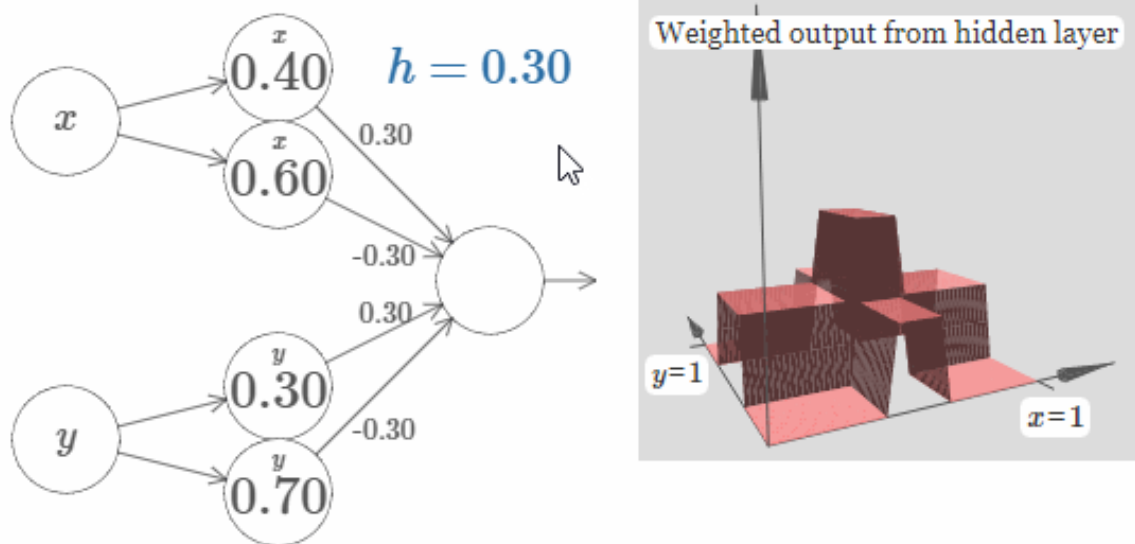 x
x
0.40
x
0.60
h = 0.30
0.30
-0.30
0.30
-0.30
y
y
0.30
y
0.70
Weighted output from hidden layer
y=1
x=1